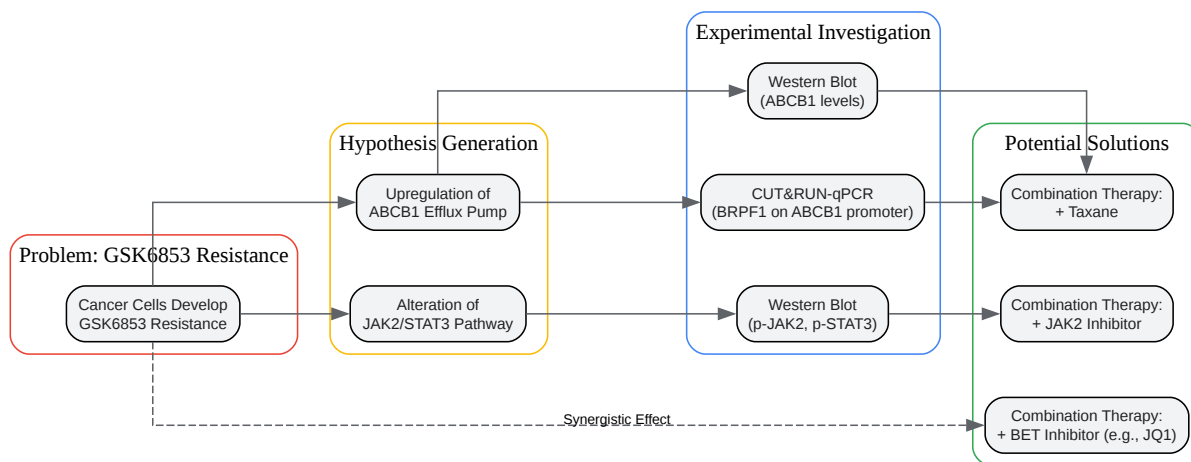 Experimental Investigation
Western Blot
(ABCB1 levels)
Hypothesis Generation
Potential Solutions
Upregulation of
ABCB1 Efflux Pump
CUT&RUN-qPCR
(BRPF1 on ABCB1 promoter)
Combination Therapy:
+ Taxane
Problem: GSK6853 Resistance
Cancer Cells Develop
GSK6853 Resistance
Alteration of
JAK2/STAT3 Pathway
Western Blot
(p-JAK2, p-STAT3)
Combination Therapy:
+ JAK2 Inhibitor
Synergistic Effect
Combination Therapy:
+ BET Inhibitor (e.g., JQ1)